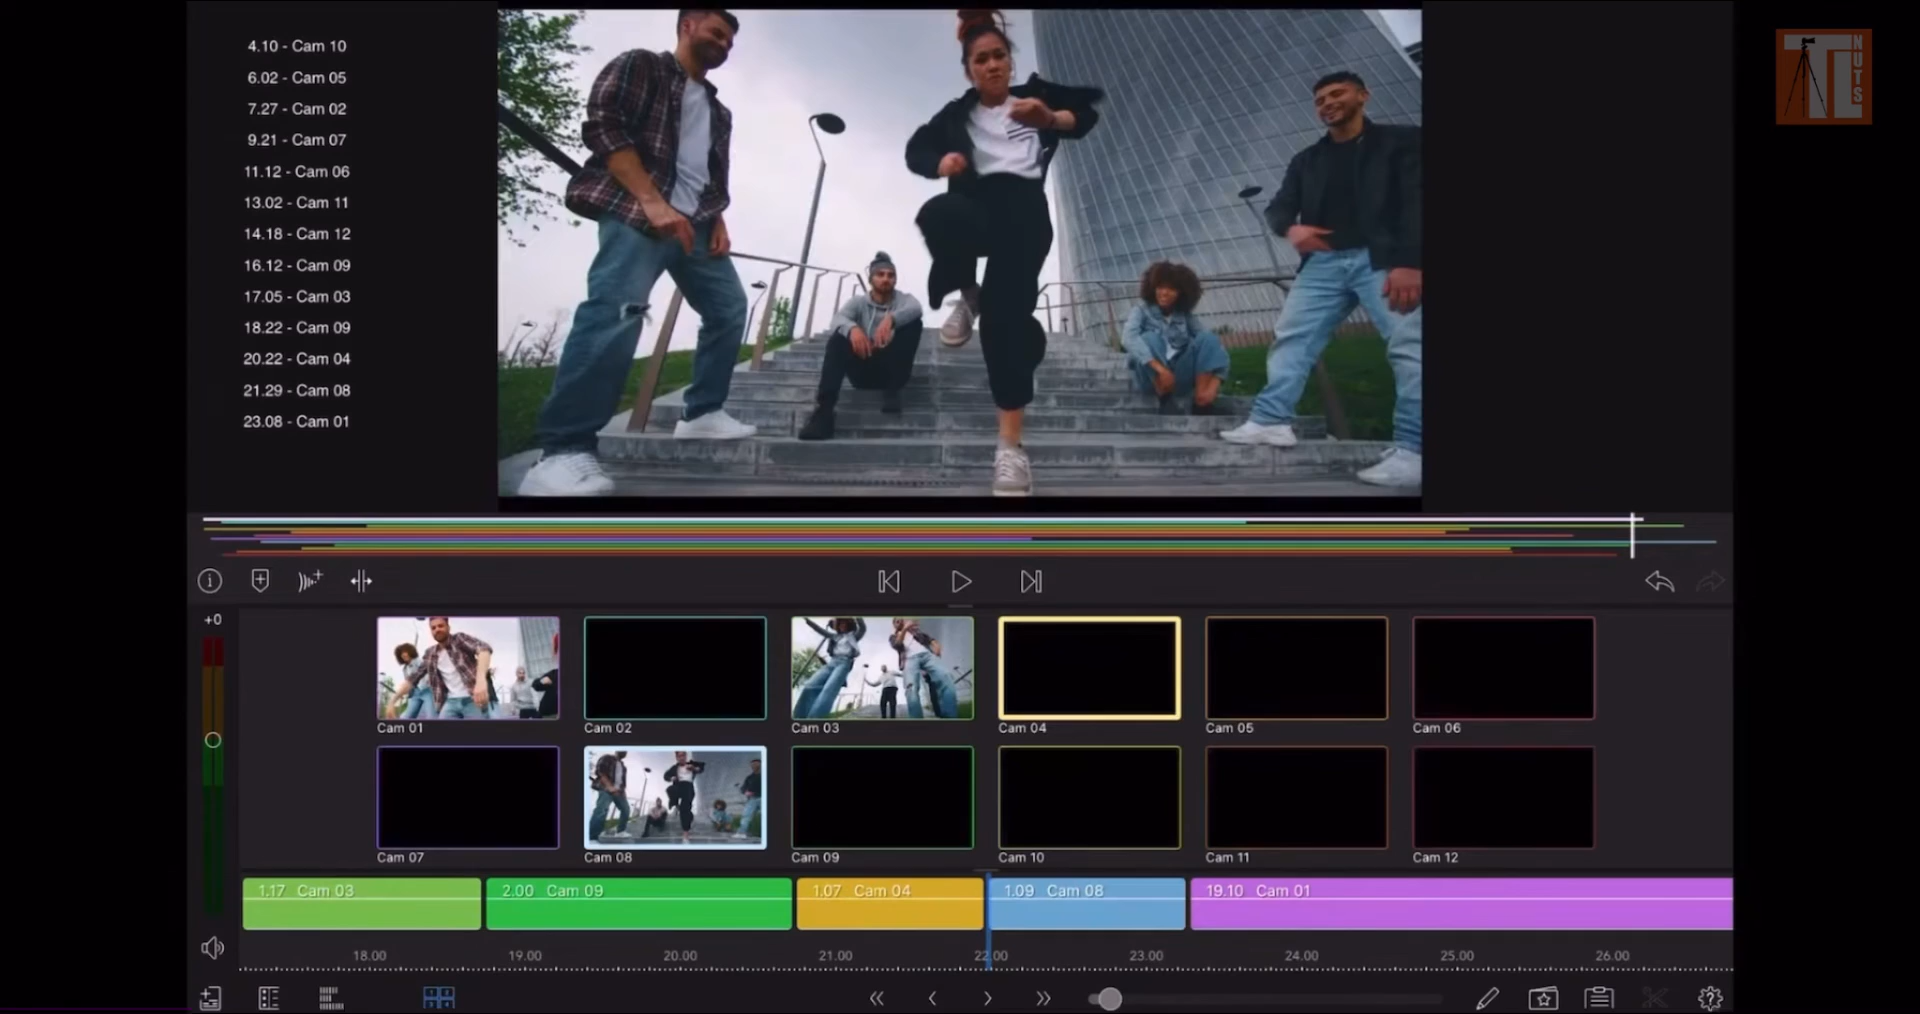 4.10 - Cam 10
6.02 - Cam 05
7.27 - Cam 02
9.21 - Cam 07
11.12 - Cam 06
13.02 - Cam 11
14.18 - Cam 12
16.12 - Cam 09
17.05 - Cam 03
18.22 - Cam 09
20.22 - Cam 04
21.29 - Cam 08
23.08 - Cam 01
TL NUTS
+0
Cam 01 Cam 02 Cam 03 Cam 04 Cam 05 Cam 06
Cam 07 Cam 08 Cam 09 Cam 10 Cam 11 Cam 12
1.17 Cam 03 2.00 Cam 09 1.07 Cam 04 1.09 Cam 08 19.10 Cam 01
18.00 19.00 20.00 21.00 22.00 23.00 24.00 25.00 26.00